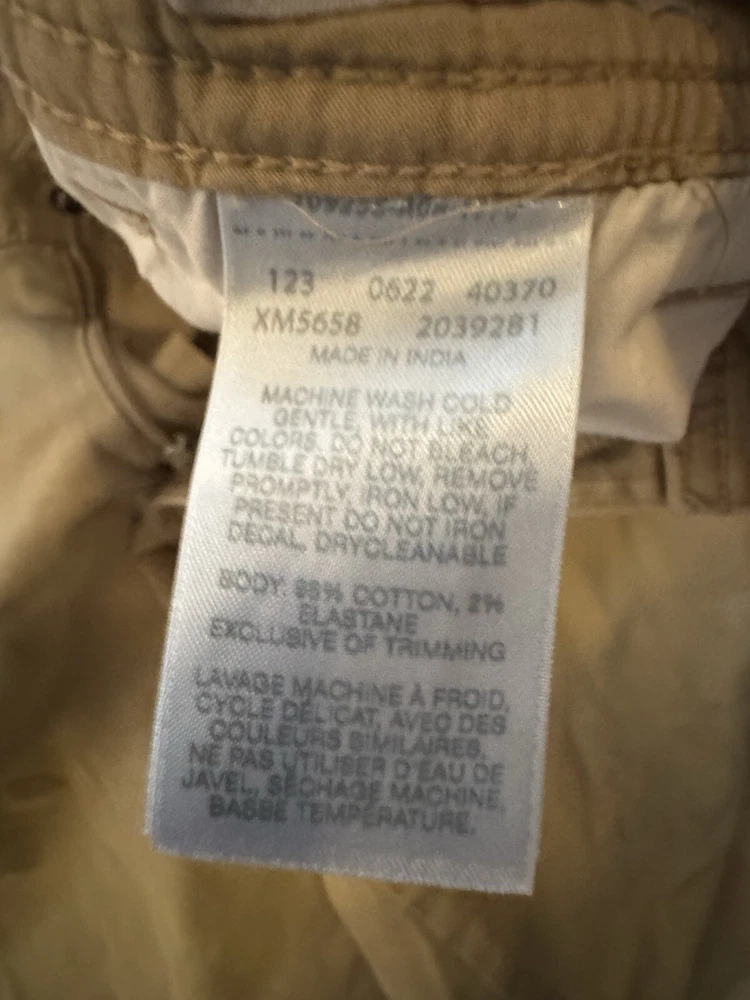 123 0622 40370
XM5658 2039281
MADE IN INDIA
MACHINE WASH COLD
GENTLE, WITH LIKE
COLORS, DO NOT BLEACH,
TUMBLE DRY LOW, REMOVE
PROMPTLY, IRON LOW, IF
PRESENT DO NOT IRON
DECAL, DRYCLEANABLE
BODY: 98% COTTON, 2%
ELASTANE
EXCLUSIVE OF TRIMMING
LAVAGE MACHINE À FROID,
CYCLE DÉLICAT, AVEC DES
COULEURS SIMILAIRES,
NE PAS UTILISER D'EAU DE
JAVEL, SÉCHAGE MACHINE,
BASSE TEMPÉRATURE,